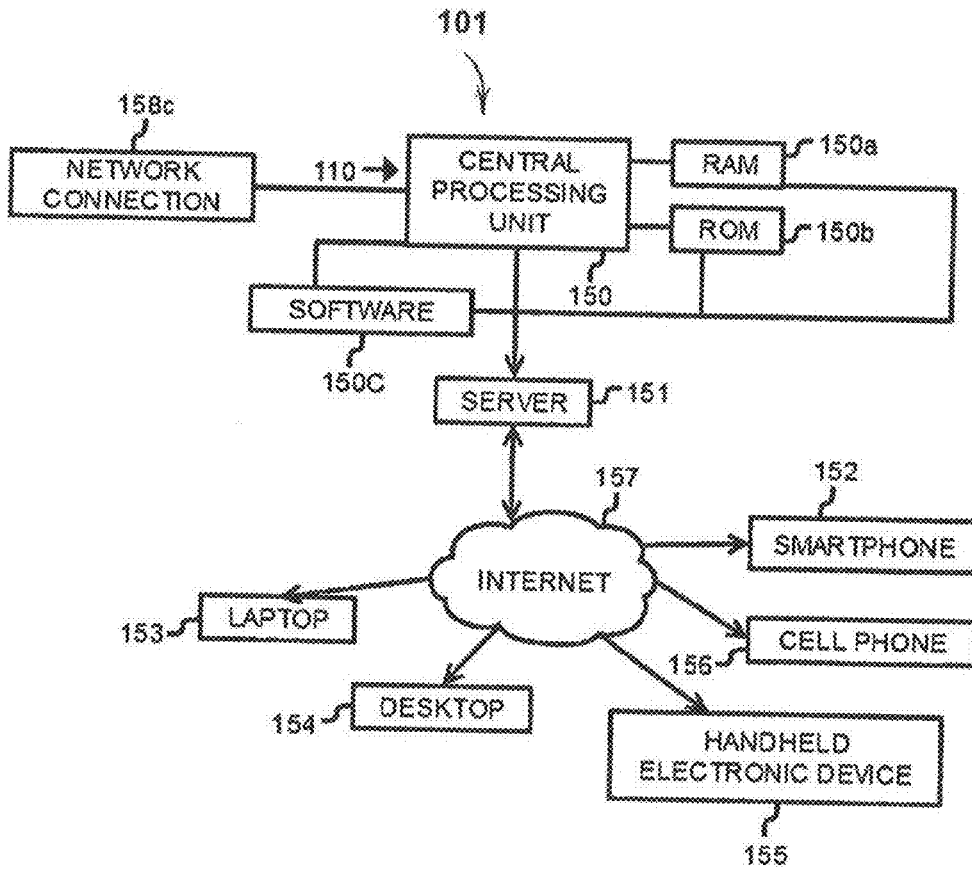 101
158c
NETWORK
CONNECTION
110
CENTRAL
PROCESSING
UNIT
RAM
150a
ROM
150b
150
SOFTWARE
150C
SERVER
151
157
INTERNET
152
SMARTPHONE
LAPTOP
153
CELL PHONE
156
DESKTOP
154
HANDHELD
ELECTRONIC DEVICE
155